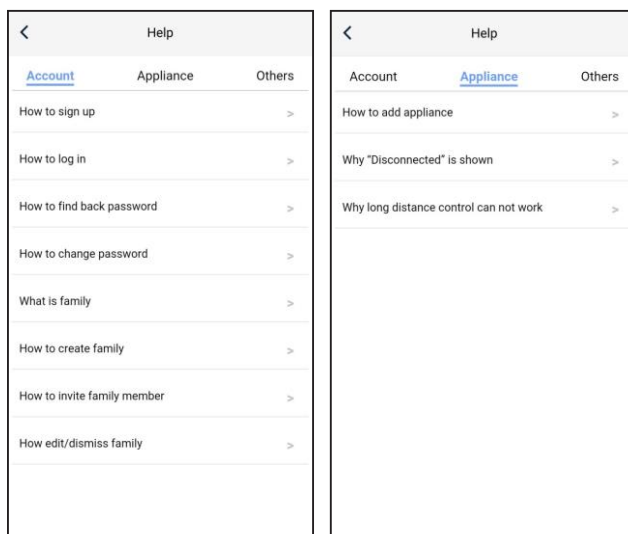 Help
Account Appliance Others
How to sign up >
How to log in >
How to find back password >
How to change password >
What is family >
How to create family >
How to invite family member >
How edit/dismiss family >
Help
Account Appliance Others
How to add appliance >
Why “Disconnected” is shown >
Why long distance control can not work >